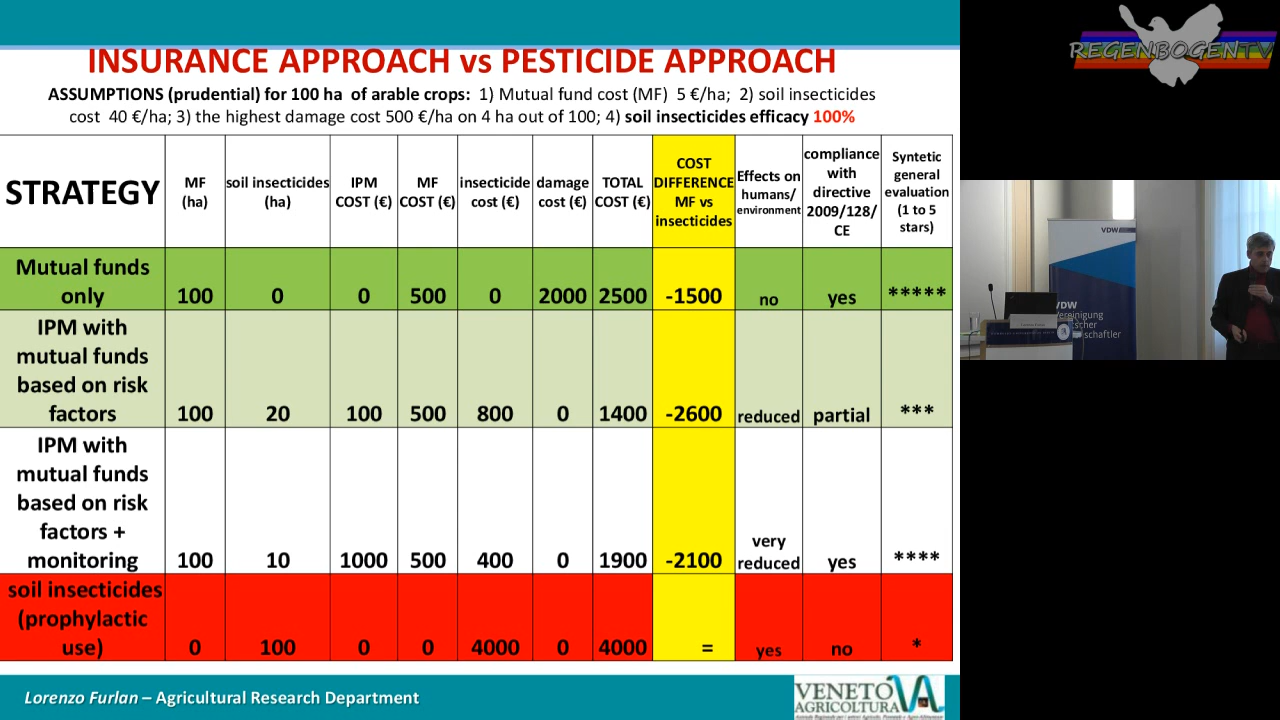 INSURANCE APPROACH vs PESTICIDE APPROACH
ASSUMPTIONS (prudential) for 100 ha of arable crops: 1) Mutual fund cost (MF) 5 €/ha; 2) soil insecticides
cost 40 €/ha; 3) the highest damage cost 500 €/ha on 4 ha out of 100; 4) soil insecticides efficacy 100%
STRATEGY
MF
(ha)
soil insecticides
(ha)
IPM
COST (€)
MF
COST (€)
insecticide
cost (€)
damage
cost (€)
TOTAL
COST (€)
COST
DIFFERENCE
MF vs
insecticides
Effects on
humans/
environment
compliance
with
directive
2009/128/
CE
Syntetic
general
evaluation
(1 to 5
stars)
Mutual funds
only
100 0 0 500 0 2000 2500 -1500 no yes *****
IPM with
mutual funds
based on risk
factors
100 20 100 500 800 0 1400 -2600 reduced partial ***
IPM with
mutual funds
based on risk
factors +
monitoring
100 10 1000 500 400 0 1900 -2100 very
reduced yes ****
soil insecticides
(prophylactic
use)
0 100 0 0 4000 0 4000 = yes no *
Lorenzo Furlan – Agricultural Research Department
VENETO
AGRICOLTURA
REGENBOGENTV
VDW
VDW